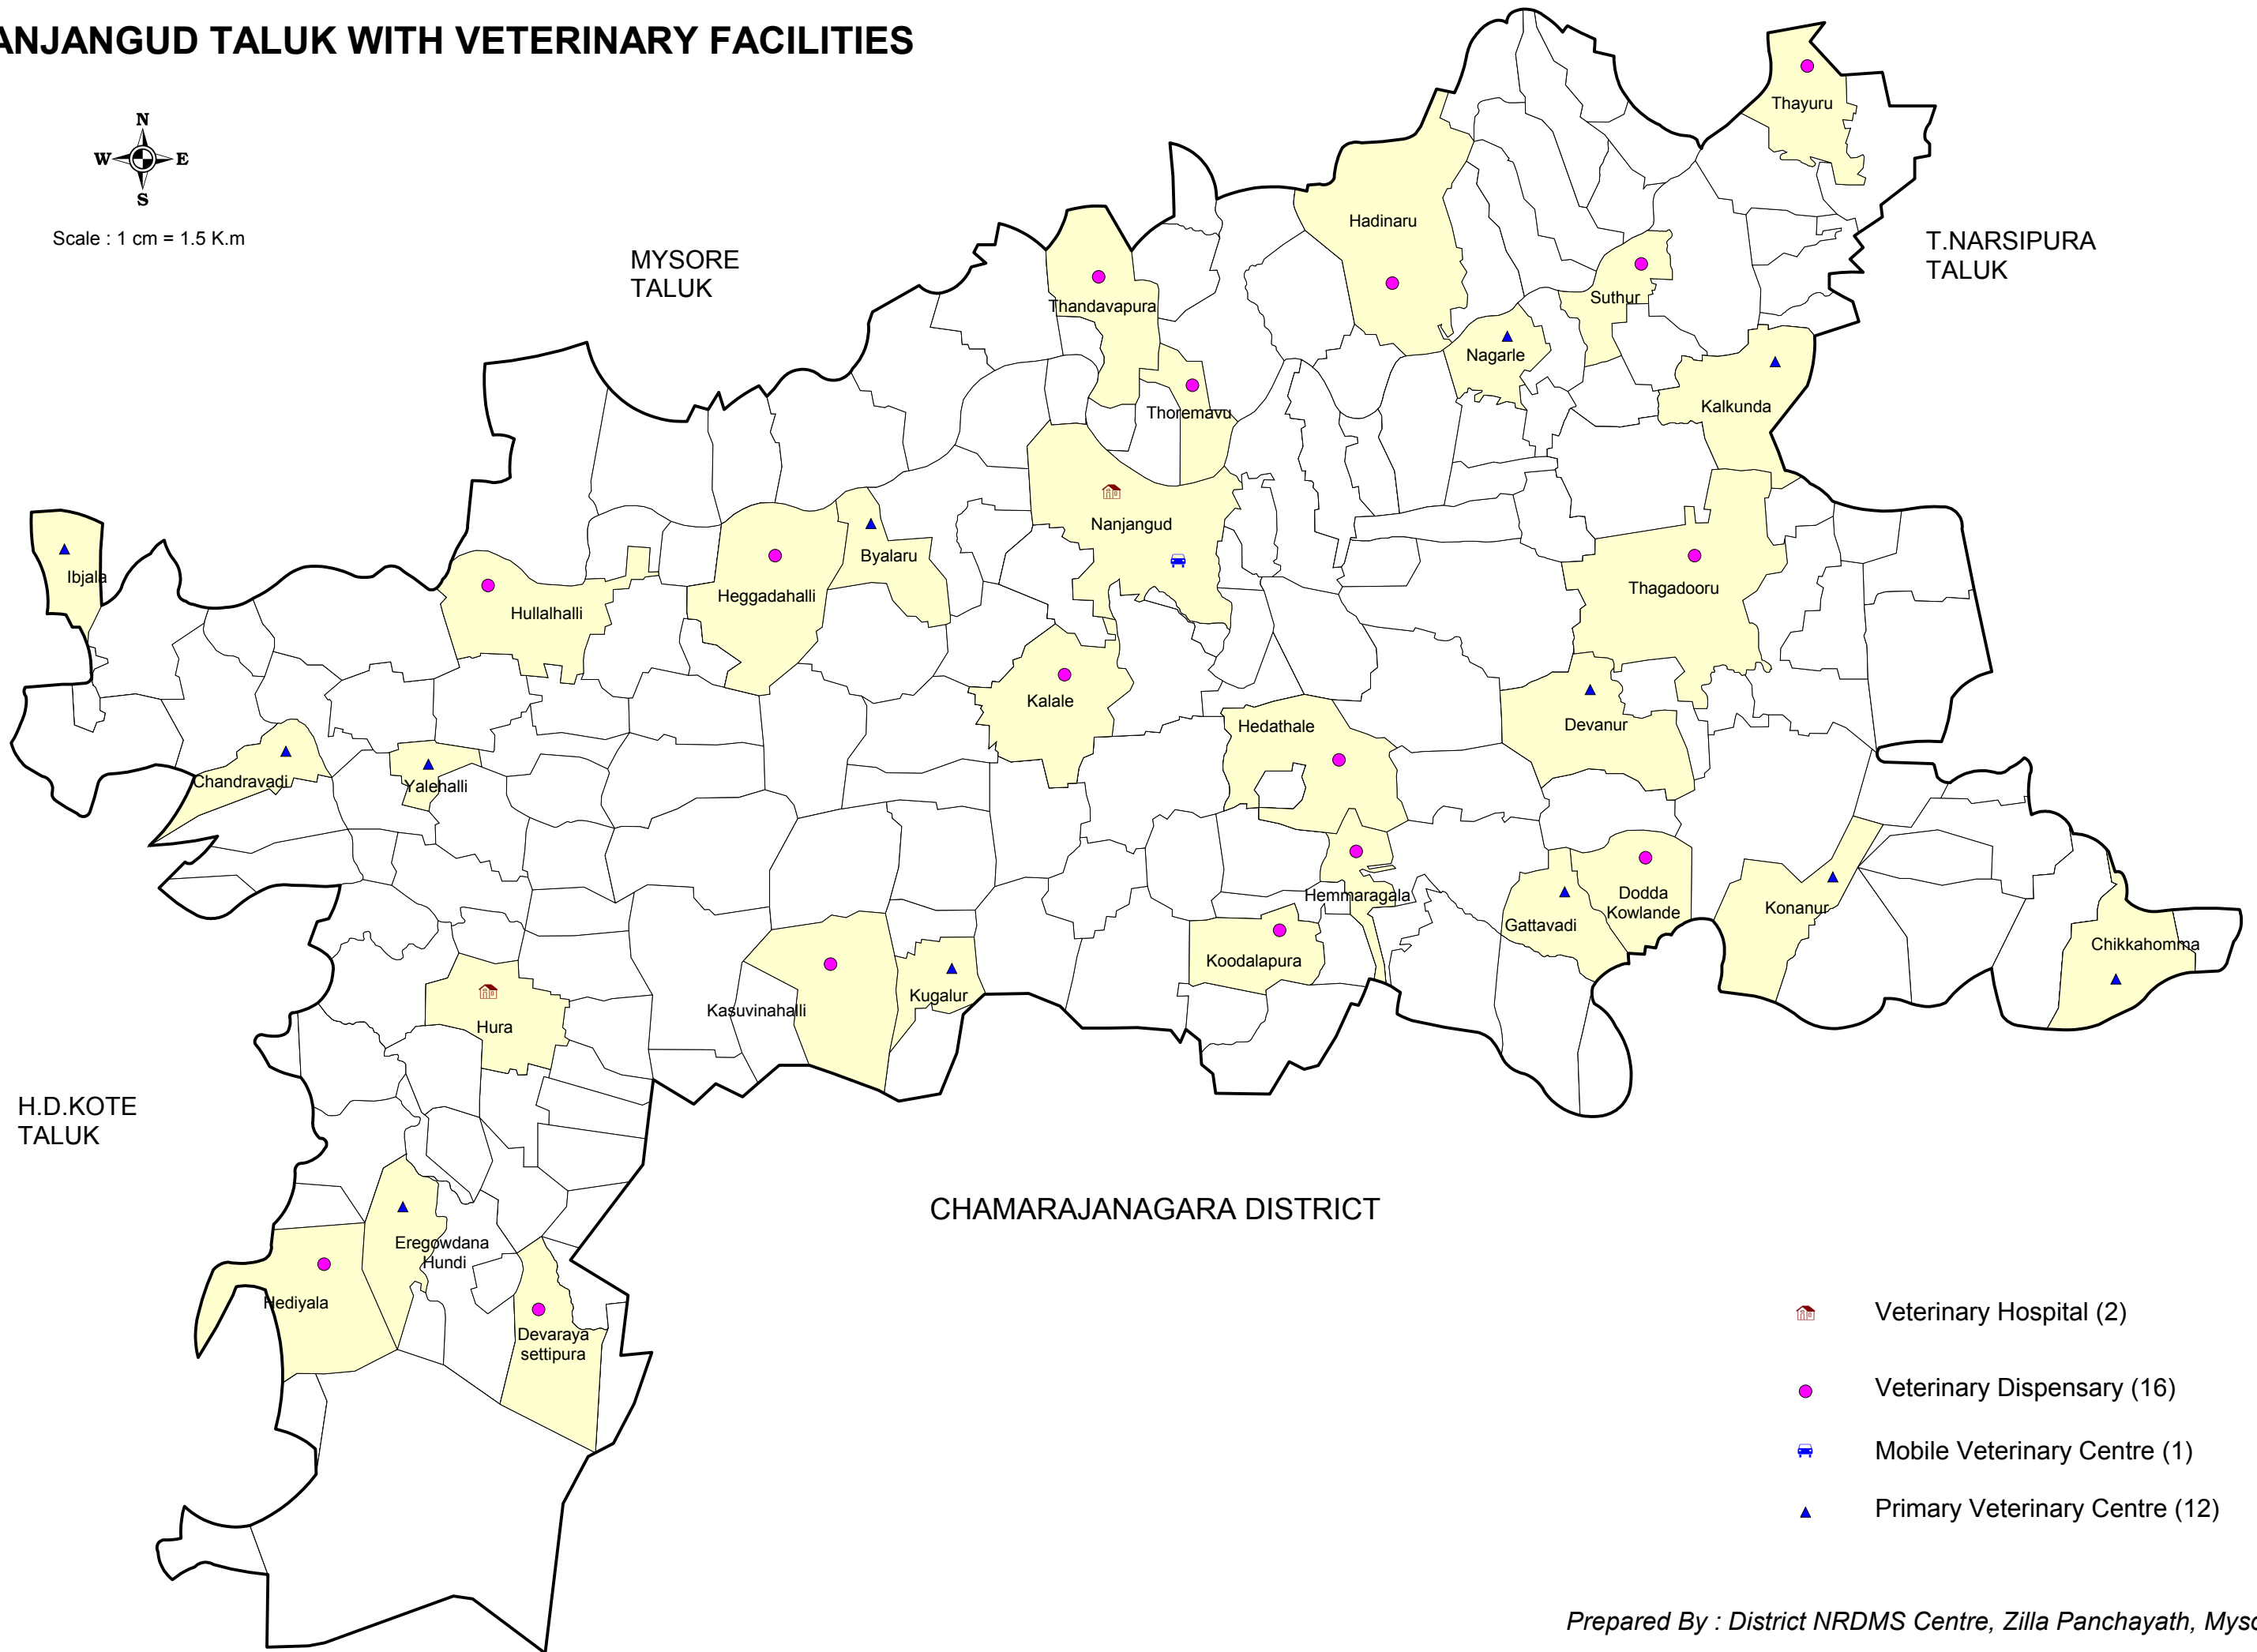 ANJANGUD TALUK WITH VETERINARY FACILITIES
N
W E
S
Scale : 1 cm = 1.5 K.m
MYSORE
TALUK
T.NARSIPURA
TALUK
Thayuru
Hadinaru
Thandavapura
Suthur
Nagarle
Thoremavu
Kalkunda
Nanjangud
Byalaru
Ibjala
Heggadahalli
Hullalhalli
Thagadooru
Kalale
Hedathale
Devanur
Chandravadi
Yalehalli
Hemmaragala
Dodda
Kowlande
Gattavadi
Konanur
Chikkahomma
Koodalapura
Kugalur
Kasuvinahalli
Hura
H.D.KOTE
TALUK
CHAMARAJANAGARA DISTRICT
Eregowdana
Hundi
Hediyala
Devaraya
settipura
Veterinary Hospital (2)
Veterinary Dispensary (16)
Mobile Veterinary Centre (1)
Primary Veterinary Centre (12)
Prepared By : District NRDMS Centre, Zilla Panchayath, Myso